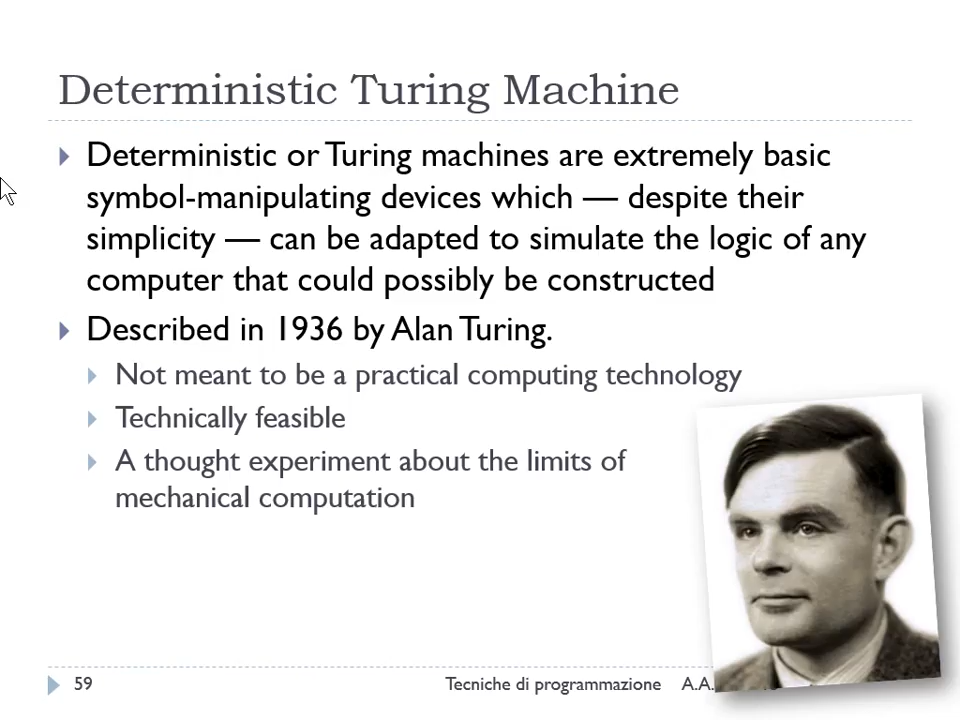 Deterministic Turing Machine
Deterministic or Turing machines are extremely basic
symbol-manipulating devices which — despite their
simplicity — can be adapted to simulate the logic of any
computer that could possibly be constructed
Described in 1936 by Alan Turing.
Not meant to be a practical computing technology
Technically feasible
A thought experiment about the limits of
mechanical computation
59
Tecniche di programmazione A.A.